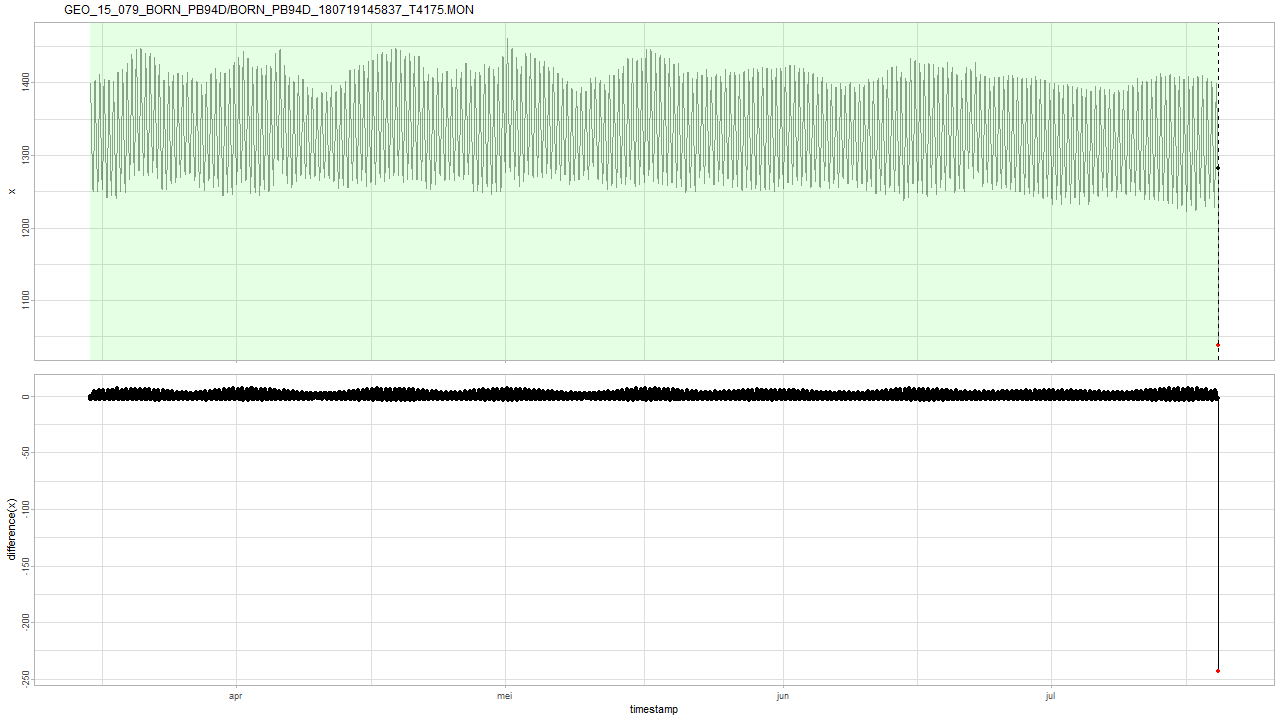 GEO_15_079_BORN_PB94D/BORN_PB94D_180719145837_T4175.MON
1400
1300
1200
1100
x
0
-50
-100
-150
-200
-250
difference(x)
apr mei jun jul
timestamp